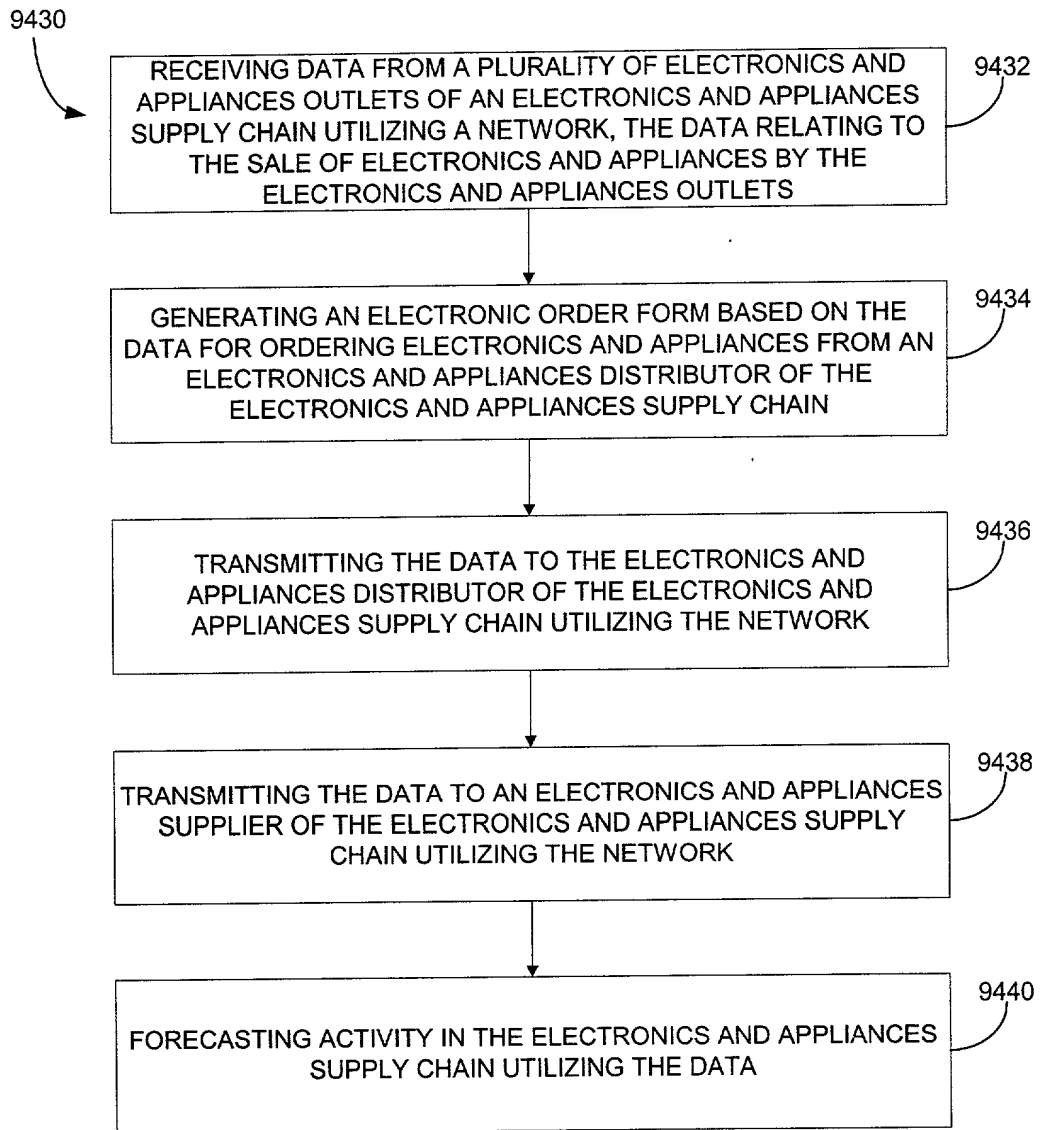 9430
RECEIVING DATA FROM A PLURALITY OF ELECTRONICS AND
APPLIANCES OUTLETS OF AN ELECTRONICS AND APPLIANCES
SUPPLY CHAIN UTILIZING A NETWORK, THE DATA RELATING TO
THE SALE OF ELECTRONICS AND APPLIANCES BY THE
ELECTRONICS AND APPLIANCES OUTLETS
9432
GENERATING AN ELECTRONIC ORDER FORM BASED ON THE
DATA FOR ORDERING ELECTRONICS AND APPLIANCES FROM AN
ELECTRONICS AND APPLIANCES DISTRIBUTOR OF THE
ELECTRONICS AND APPLIANCES SUPPLY CHAIN
9434
TRANSMITTING THE DATA TO THE ELECTRONICS AND
APPLIANCES DISTRIBUTOR OF THE ELECTRONICS AND
APPLIANCES SUPPLY CHAIN UTILIZING THE NETWORK
9436
TRANSMITTING THE DATA TO AN ELECTRONICS AND APPLIANCES
SUPPLIER OF THE ELECTRONICS AND APPLIANCES SUPPLY
CHAIN UTILIZING THE NETWORK
9438
FORECASTING ACTIVITY IN THE ELECTRONICS AND APPLIANCES
SUPPLY CHAIN UTILIZING THE DATA
9440